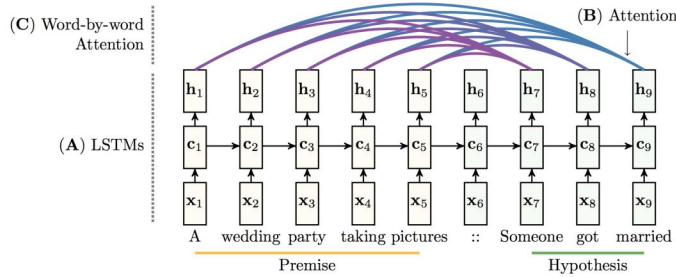 (C) Word-by-word
Attention
(B) Attention
h1 h2 h3 h4 h5 h6 h7 h8 h9
(A) LSTMs
c1 c2 c3 c4 c5 c6 c7 c8 c9
x1 x2 x3 x4 x5 x6 x7 x8 x9
A wedding party taking pictures :: Someone got married
Premise Hypothesis